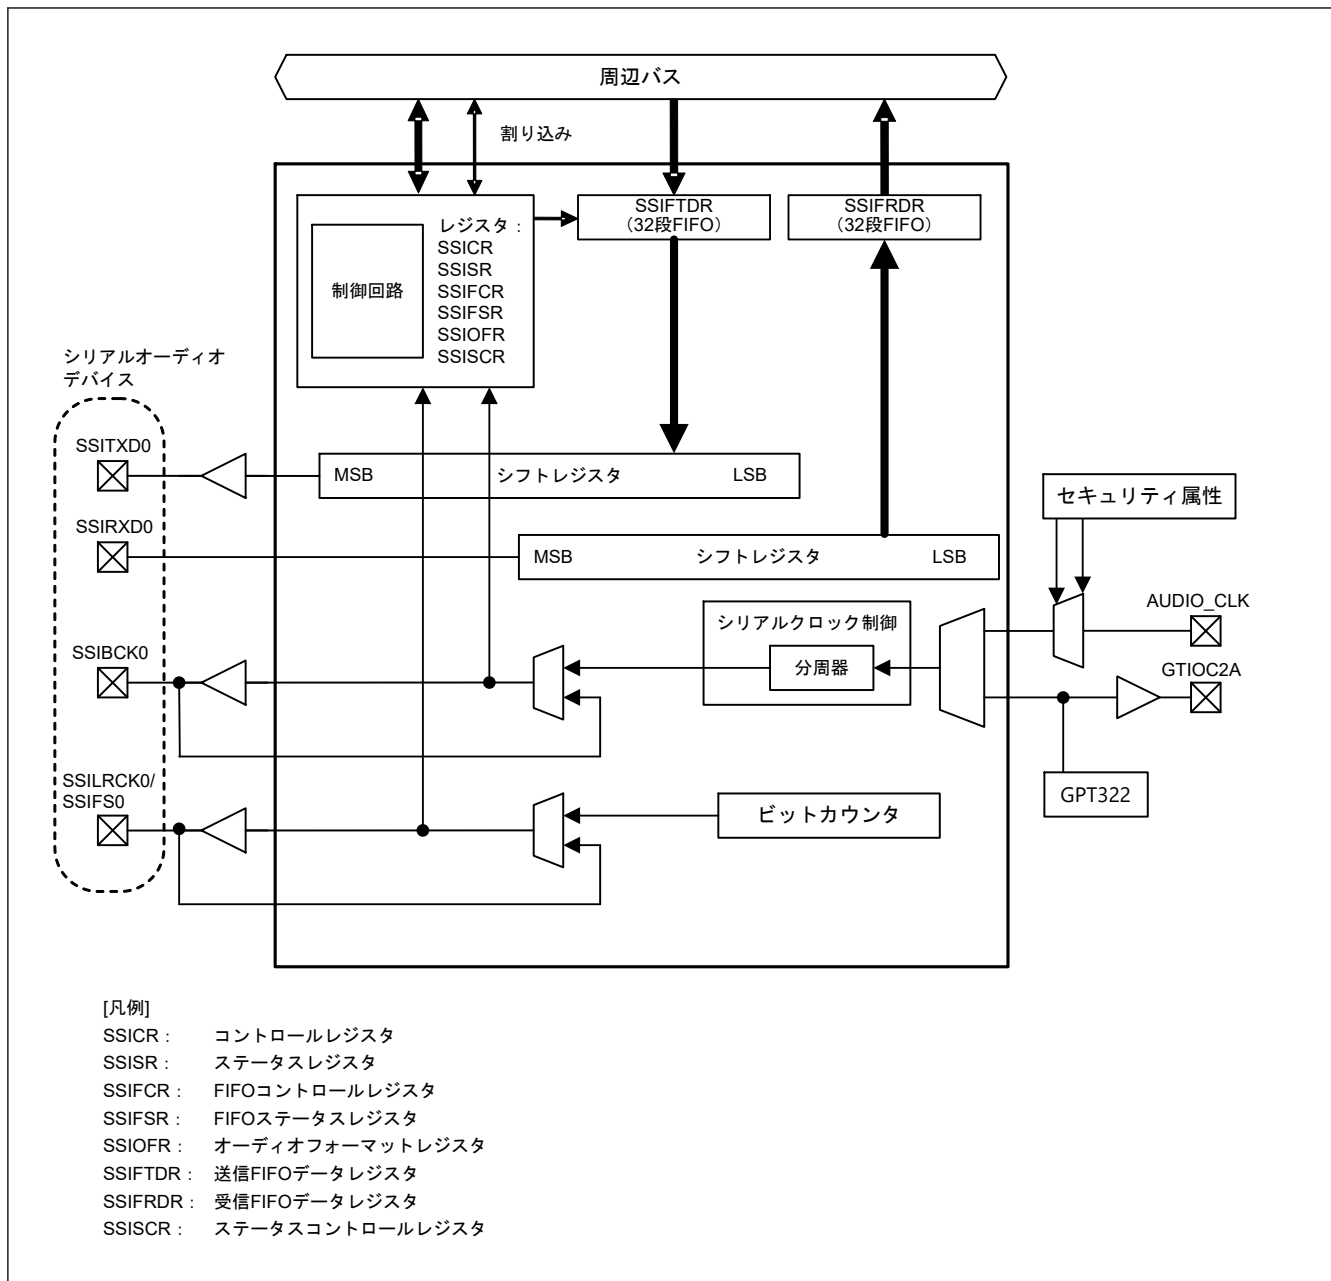 周辺バス
割り込み
SSIFTDR
（32段FIFO）
SSIFRDR
（32段FIFO）
レジスタ：
SSICR
SSISR
SSIFCR
SSIFSR
SSIOFR
SSISCR
制御回路
シリアルオーディオ
デバイス
SSITXD0
MSB シフトレジスタ LSB
セキュリティ属性
SSIRXD0
MSB シフトレジスタ LSB
AUDIO_CLK
シリアルクロック制御
分周器
SSIBCK0
GTIOC2A
SSILRCK0/
SSIFS0
ビットカウンタ
GPT322
[凡例]
SSICR： コントロールレジスタ
SSISR： ステータスレジスタ
SSIFCR： FIFOコントロールレジスタ
SSIFSR： FIFOステータスレジスタ
SSIOFR： オーディオフォーマットレジスタ
SSIFTDR： 送信FIFOデータレジスタ
SSIFRDR： 受信FIFOデータレジスタ
SSISCR： ステータスコントロールレジスタ